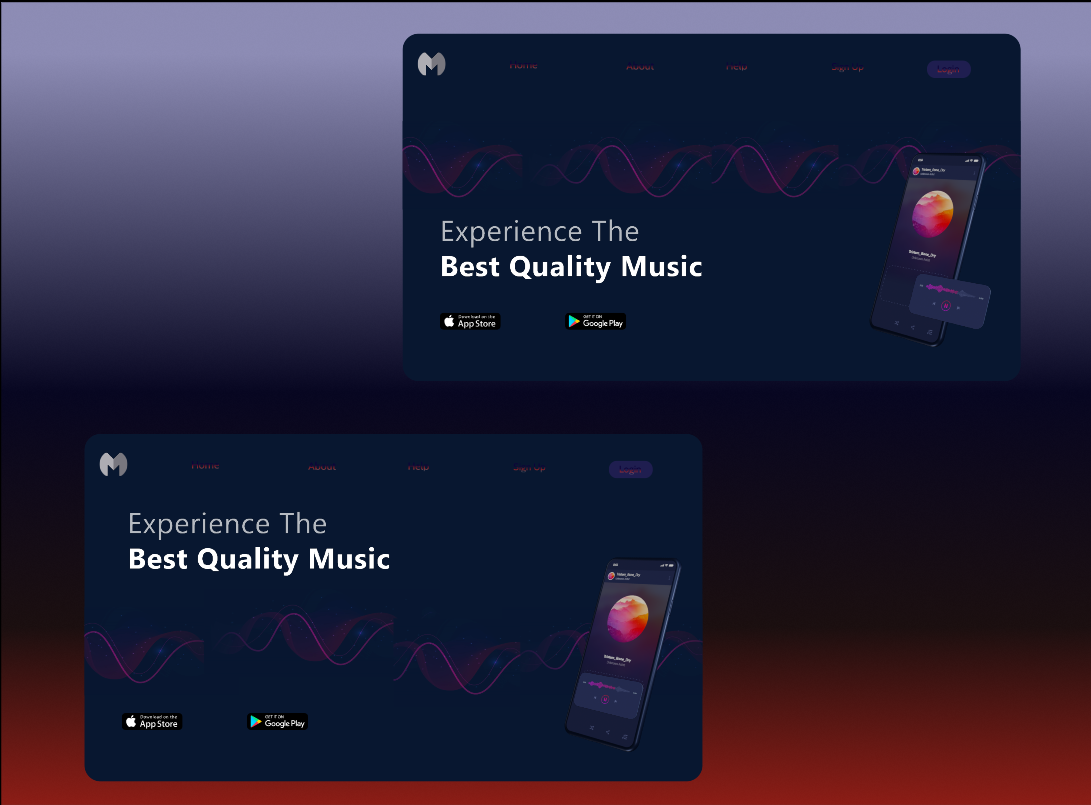 Home About Help Sign Up Login
Experience The
Best Quality Music
Download on the
App Store
GET IT ON
Google Play
Home About Help Sign Up Login
Experience The
Best Quality Music
Download on the
App Store
GET IT ON
Google Play